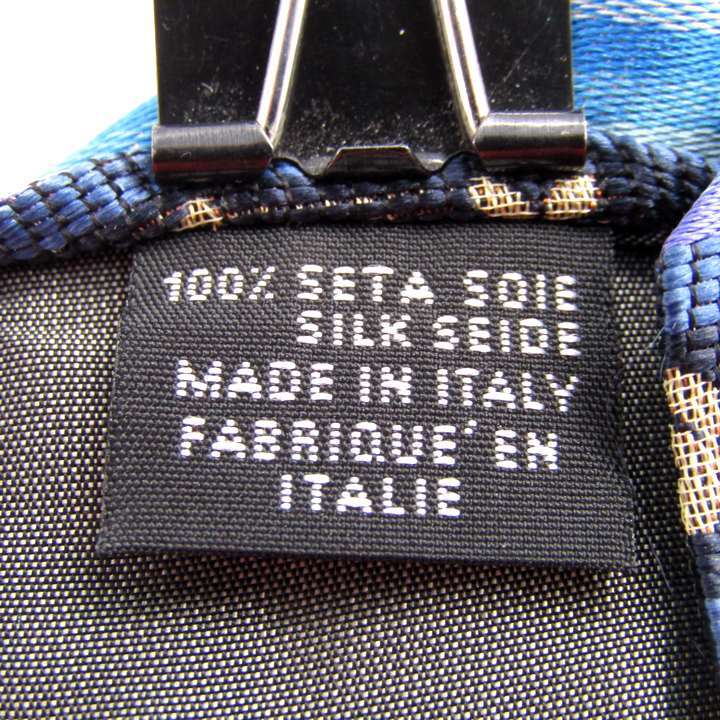 100% SETA SOIE
SILK SEIDE
MADE IN ITALY
FABRIQUE' EN
ITALIE